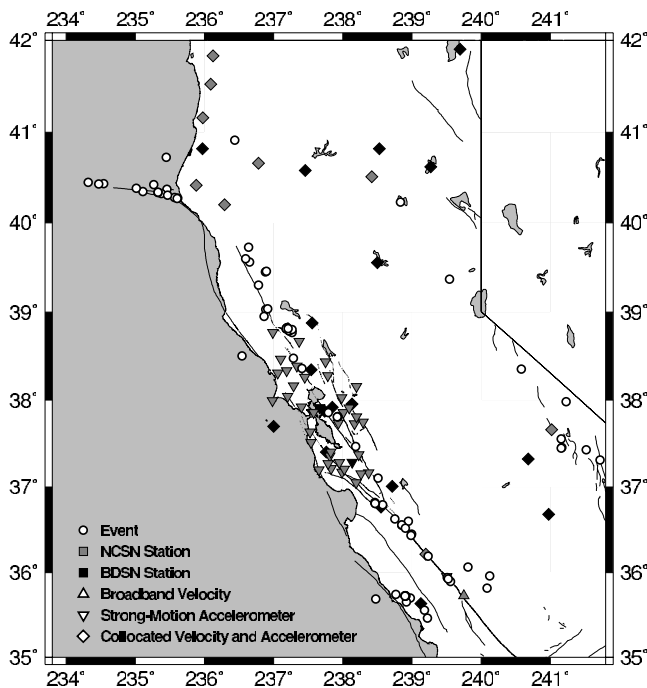 234° 235° 236° 237° 238° 239° 240° 241°
42° 42°
41° 41°
40° 40°
39° 39°
38° 38°
37° 37°
36° 36°
35° 35°
Event
NCSN Station
BDSN Station
Broadband Velocity
Strong-Motion Accelerometer
Collocated Velocity and Accelerometer
234° 235° 236° 237° 238° 239° 240° 241°